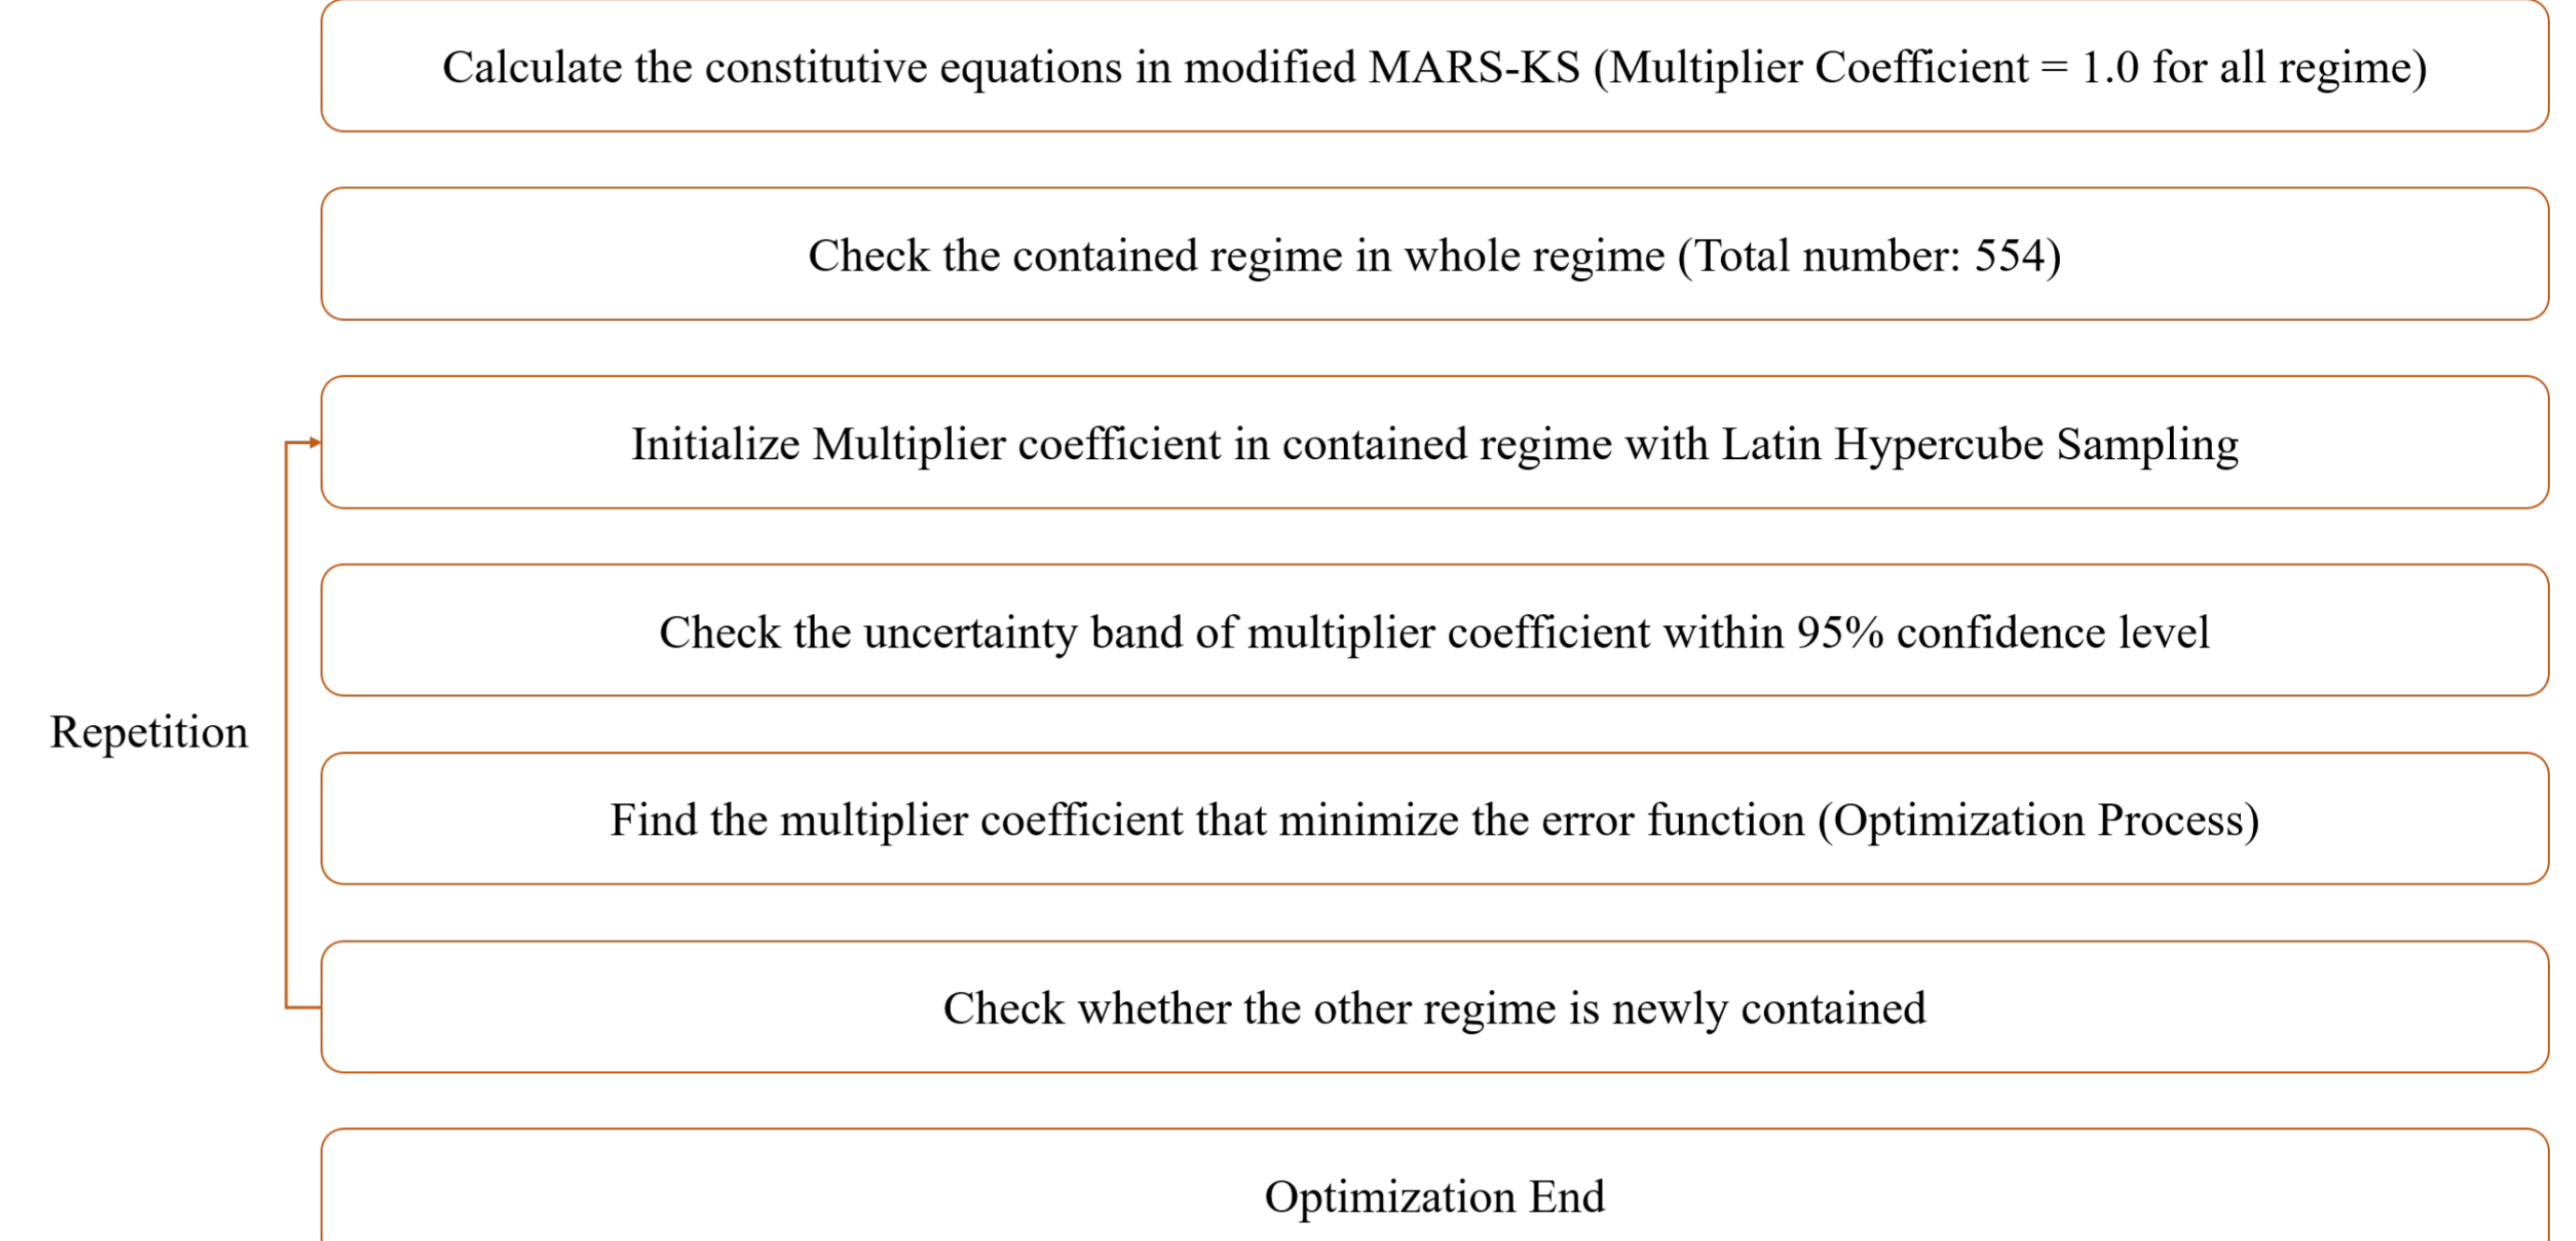 Calculate the constitutive equations in modified MARS-KS (Multiplier Coefficient = 1.0 for all regime)
Check the contained regime in whole regime (Total number: 554)
Initialize Multiplier coefficient in contained regime with Latin Hypercube Sampling
Check the uncertainty band of multiplier coefficient within 95% confidence level
Repetition
Find the multiplier coefficient that minimize the error function (Optimization Process)
Check whether the other regime is newly contained
Optimization End